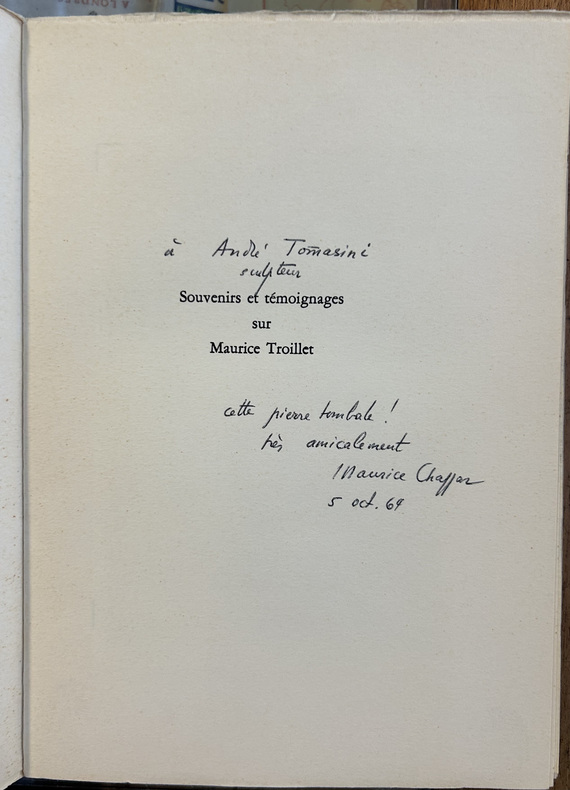 à André Tomasini
sculpteur
Souvenirs et témoignages
sur
Maurice Troillet
cette pierre tombale !
très amicalement
Maurice Chappaz
5 oct. 69